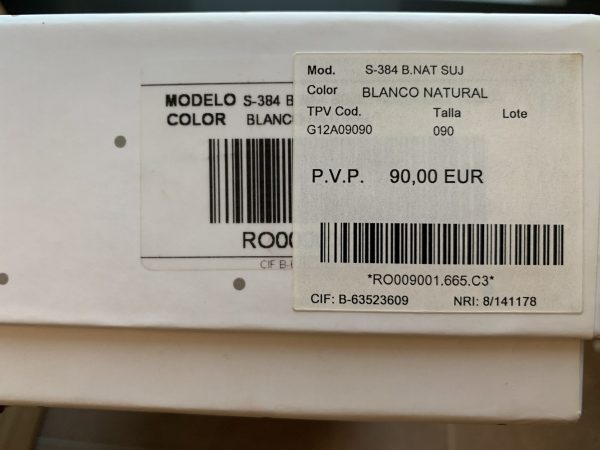 MODELO S-384 B
COLOR BLANC
RO00
CIF B-
Mod. S-384 B.NAT SUJ
Color BLANCO NATURAL
TPV Cod. Talla Lote
G12A09090 090
P.V.P. 90,00 EUR
*RO009001.665.C3*
CIF: B-63523609 NRI: 8/141178